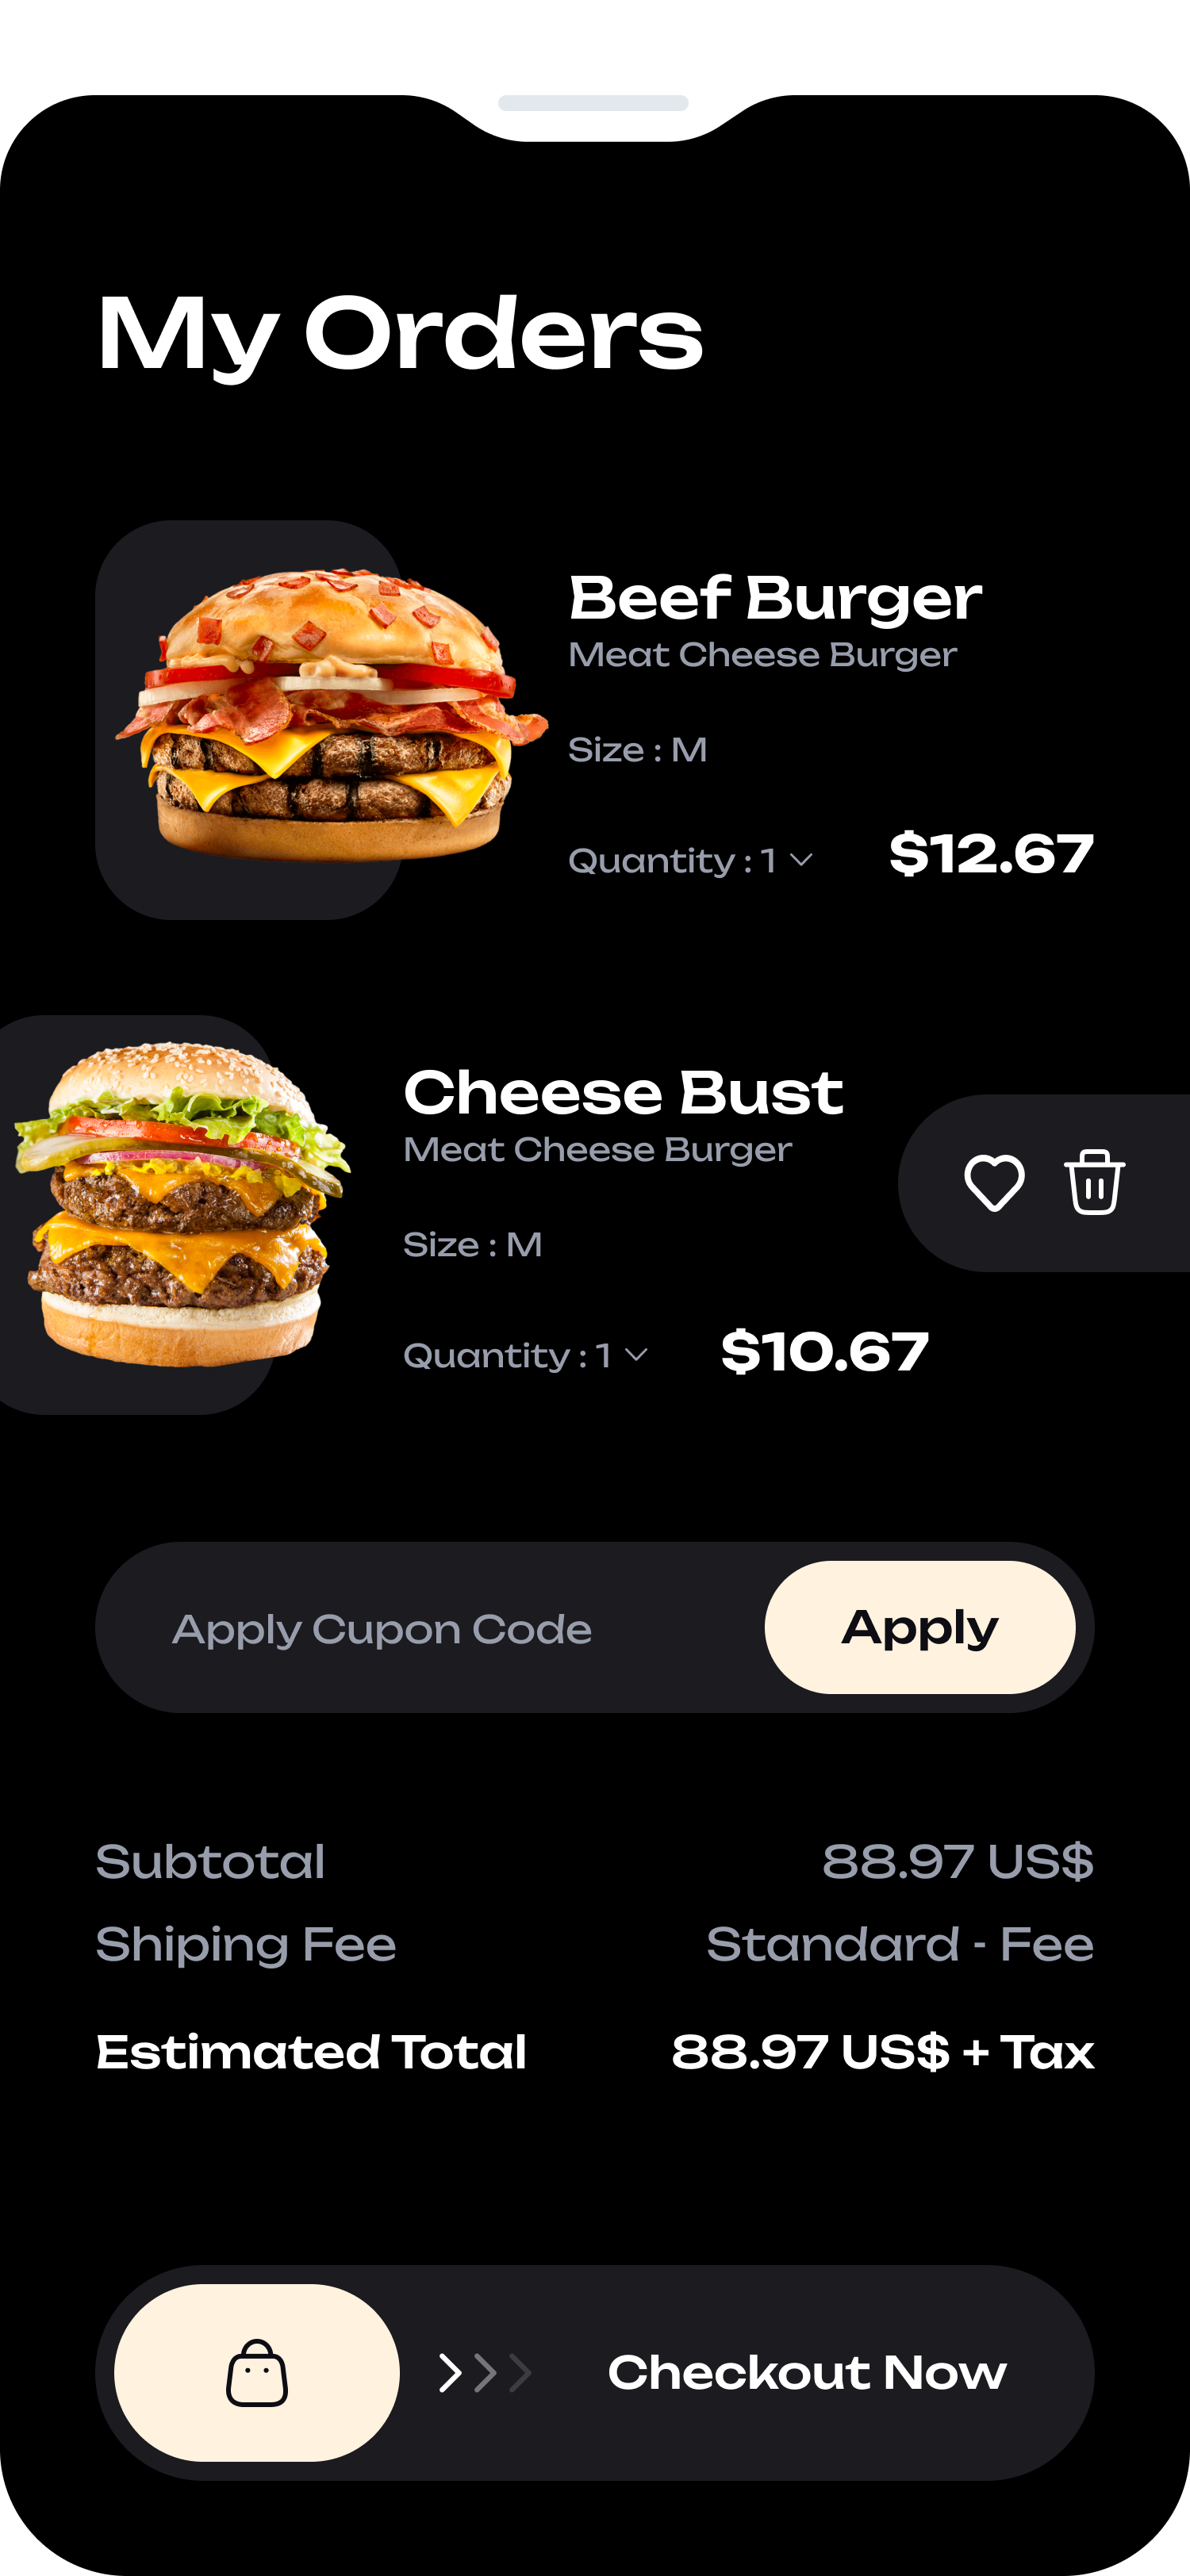 My Orders
Beef Burger
Meat Cheese Burger
Size : M
Quantity : 1
$12.67
Cheese Bust
Meat Cheese Burger
Size : M
Quantity : 1
$10.67
Apply Cupon Code
Apply
Subtotal
88.97 US$
Shiping Fee
Standard - Fee
Estimated Total
88.97 US$ + Tax
Checkout Now